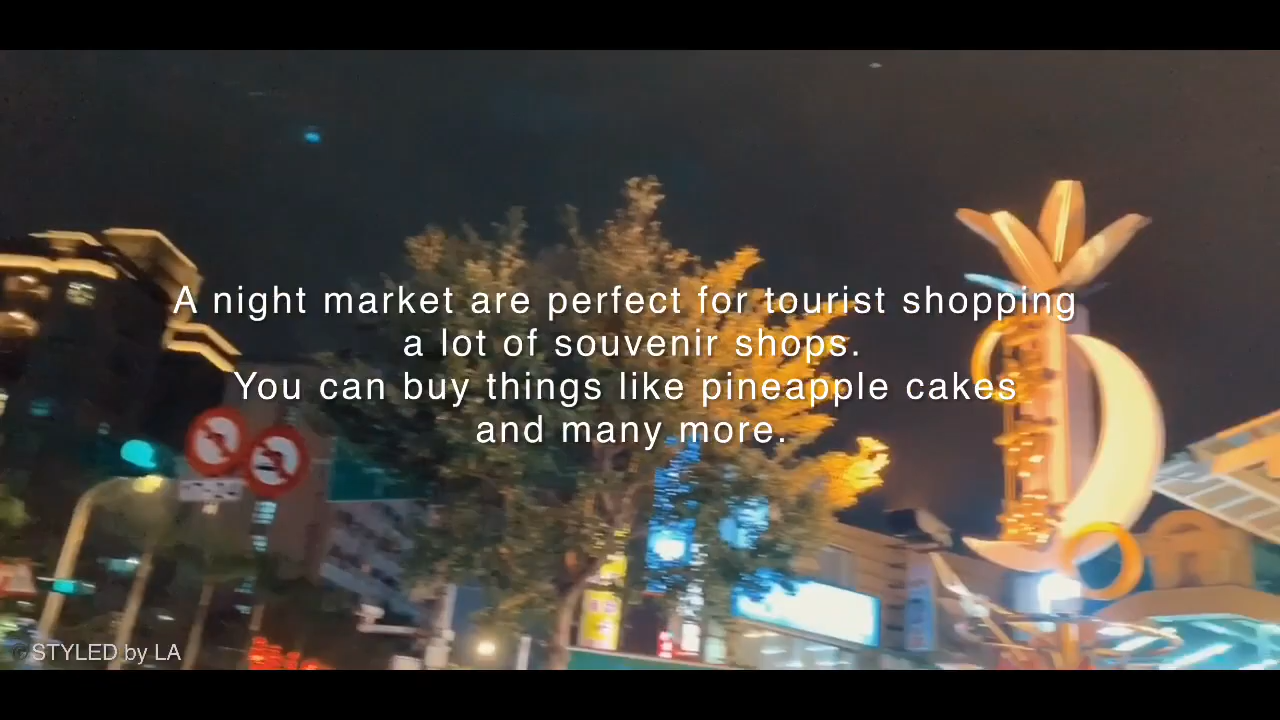 A night market are perfect for tourist shopping
a lot of souvenir shops.
You can buy things like pineapple cakes
and many more.
© STYLED by LA